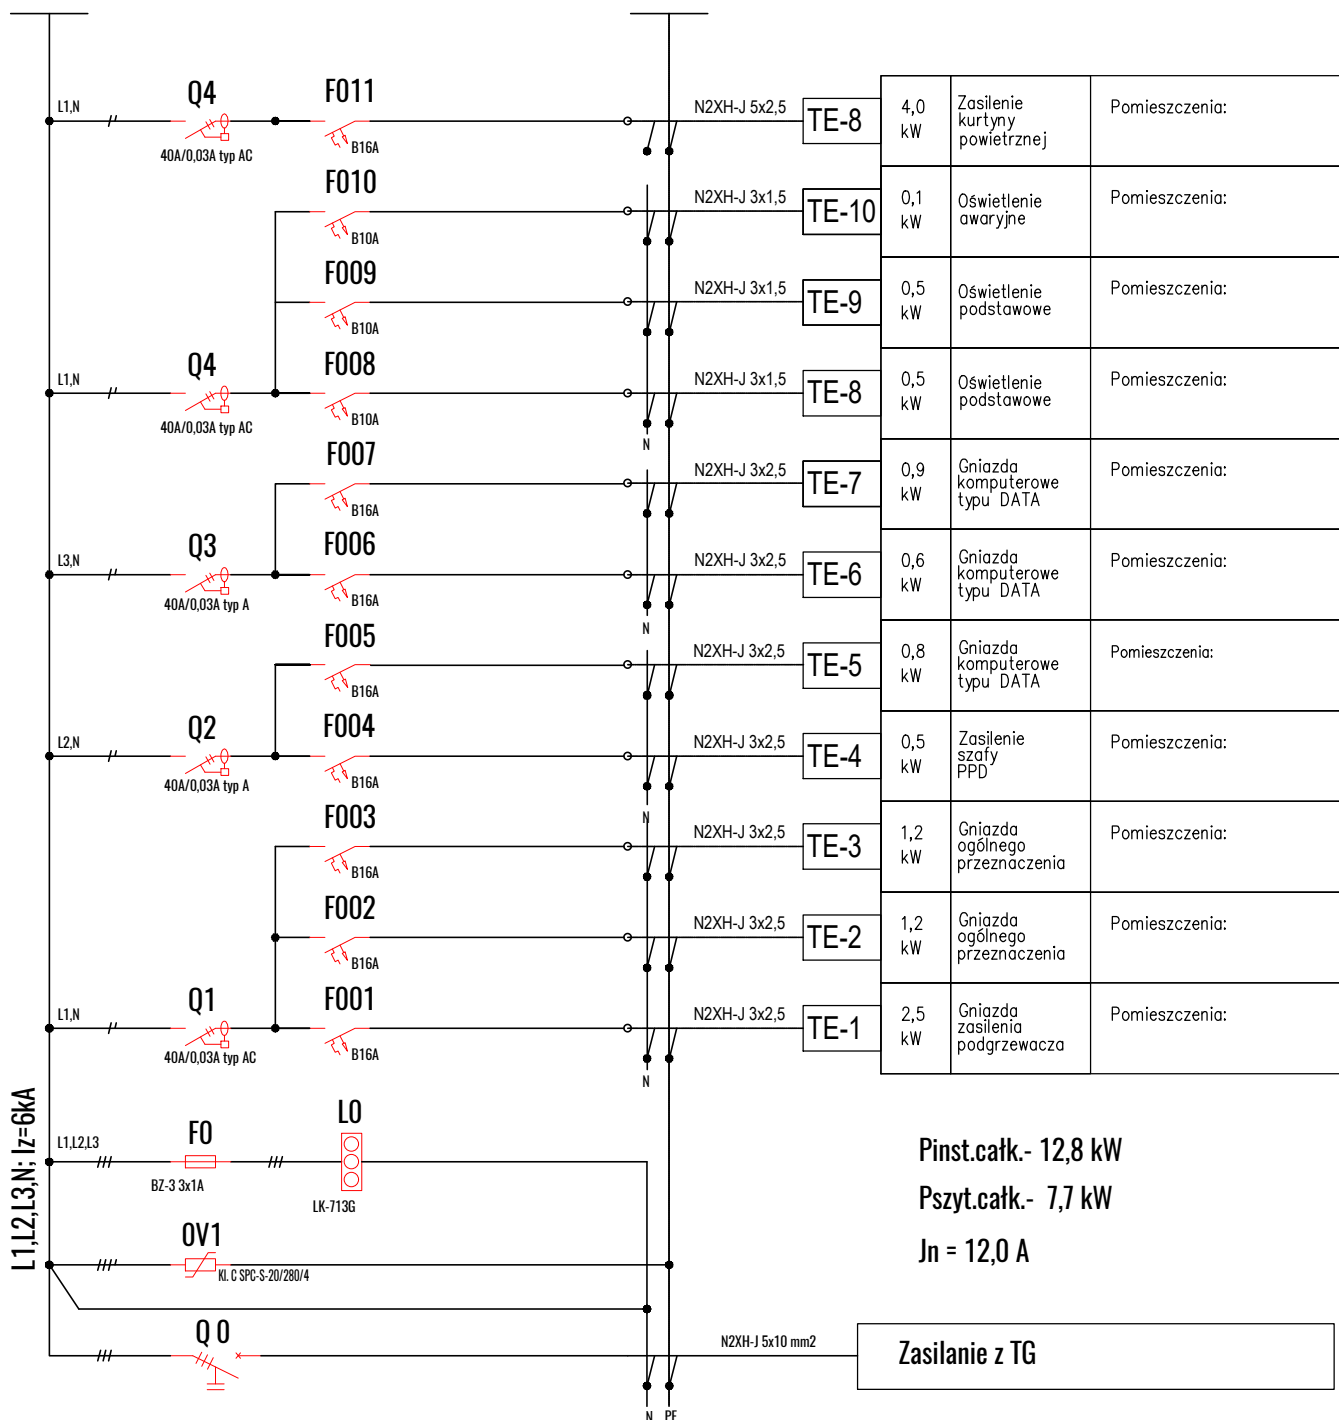 L1,N
Q4
40A/0,03A typ AC
F011
B16A
N2XH-J 5x2,5
TE-8
4,0
kW
Zasilenie
kurtyny
powietrznej
Pomieszczenia:
F010
B10A
N2XH-J 3x1,5
TE-10
0,1
kW
Oświetlenie
awaryjne
Pomieszczenia:
F009
B10A
N2XH-J 3x1,5
TE-9
0,5
kW
Oświetlenie
podstawowe
Pomieszczenia:
L1,N
Q4
40A/0,03A typ AC
F008
B10A
N
N2XH-J 3x1,5
TE-8
0,5
kW
Oświetlenie
podstawowe
Pomieszczenia:
F007
B16A
N2XH-J 3x2,5
TE-7
0,9
kW
Gniazda
komputerowe
typu DATA
Pomieszczenia:
L3,N
Q3
40A/0,03A typ A
F006
B16A
N
N2XH-J 3x2,5
TE-6
0,6
kW
Gniazda
komputerowe
typu DATA
Pomieszczenia:
F005
B16A
N2XH-J 3x2,5
TE-5
0,8
kW
Gniazda
komputerowe
typu DATA
Pomieszczenia:
L2,N
Q2
40A/0,03A typ A
F004
B16A
N
N2XH-J 3x2,5
TE-4
0,5
kW
Zasilenie
szafy
PPD
Pomieszczenia:
F003
B16A
N2XH-J 3x2,5
TE-3
1,2
kW
Gniazda
ogólnego
przeznaczenia
Pomieszczenia:
F002
B16A
N2XH-J 3x2,5
TE-2
1,2
kW
Gniazda
ogólnego
przeznaczenia
Pomieszczenia:
L1,N
Q1
40A/0,03A typ AC
F001
B16A
N
N2XH-J 3x2,5
TE-1
2,5
kW
Gniazda
zasilenia
podgrzewacza
Pomieszczenia:
L1,L2,L3,N; Iz=6kA
L1,L2,L3
F0
BZ-3 3x1A
L0
LK-713G
OV1
Kl. C SPC-S-20/280/4
Q 0
N2XH-J 5x10 mm2
N
PE
Pinst.całk.- 12,8 kW
Pszyt.całk.- 7,7 kW
Jn = 12,0 A
Zasilanie z TG